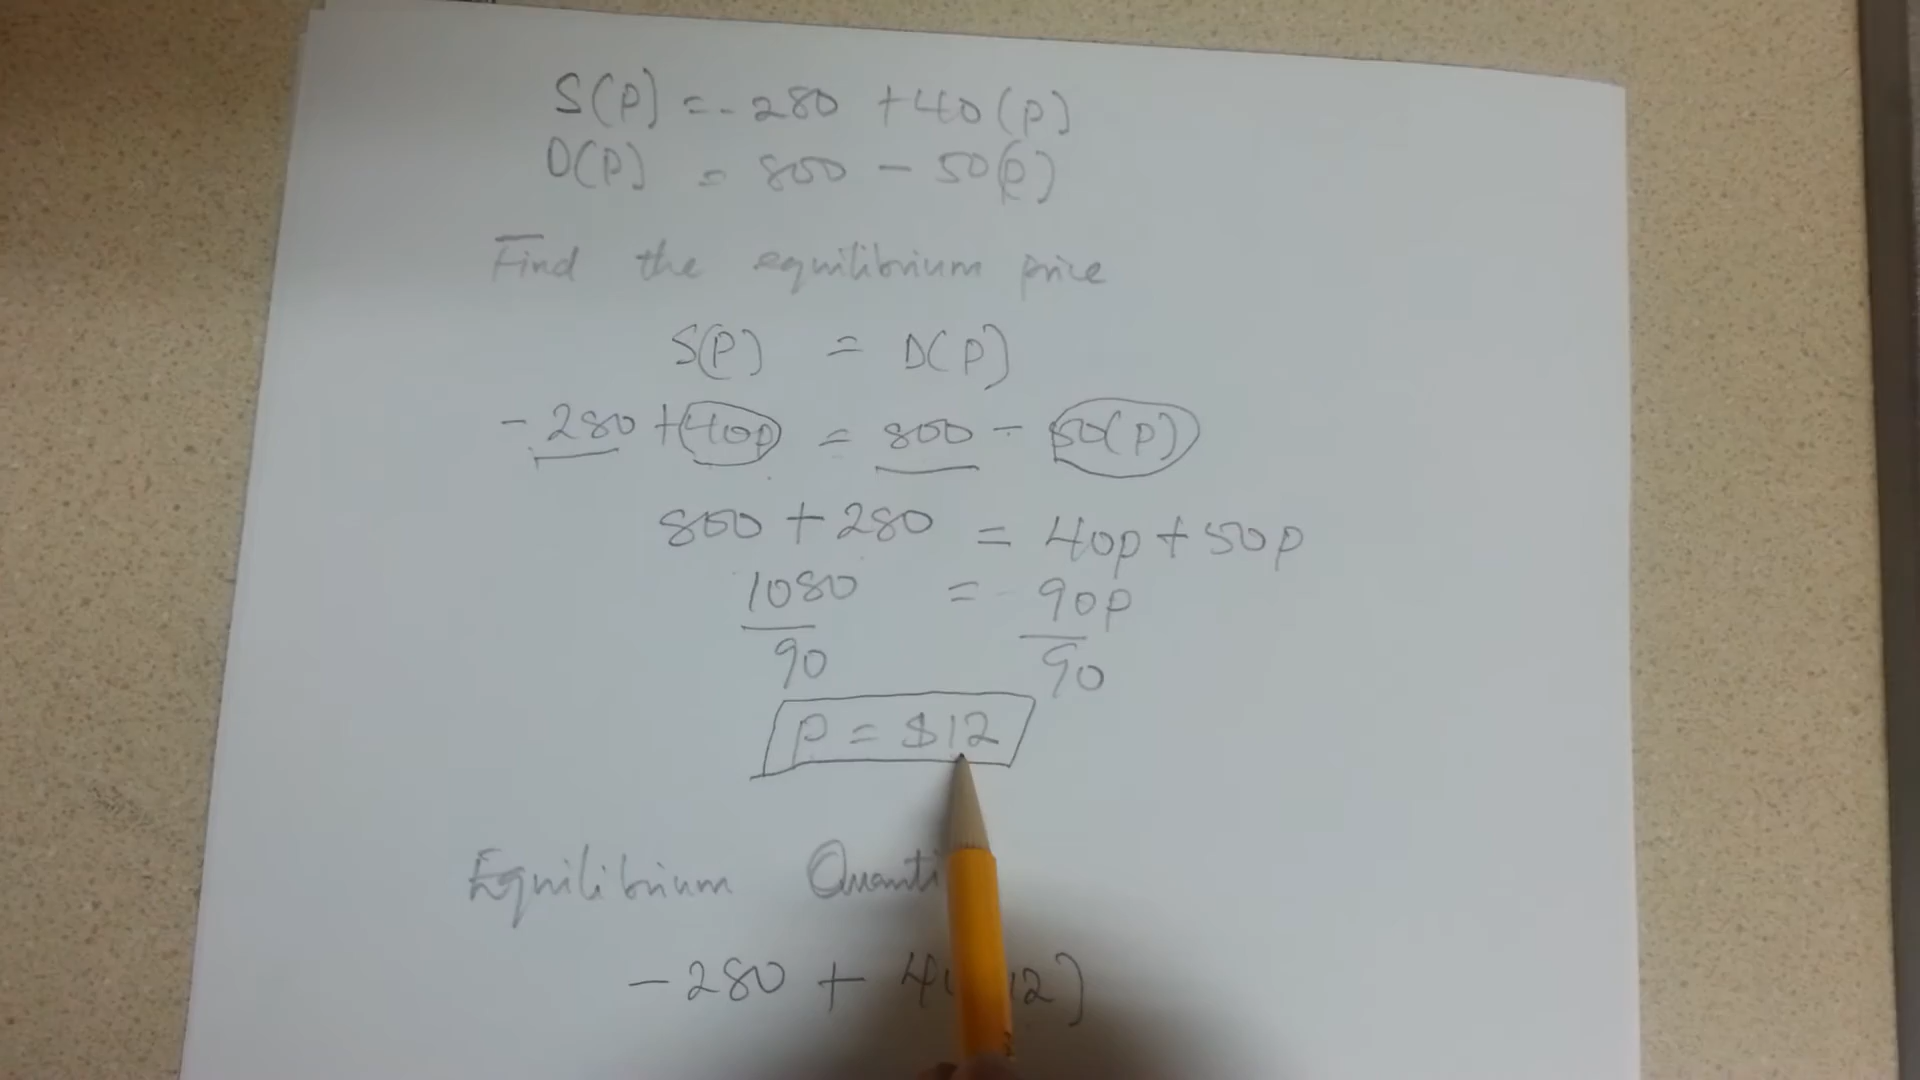 S(P) = -280 + 40(P)
D(P) = 800 - 50(P)
Find the equilibrium price
S(P) = D(P)
-280 + 40p = 800 - 50(P)
800 + 280 = 40p + 50p
1080 = 90p
90 90
P = $12
Equilibrium
-280 +